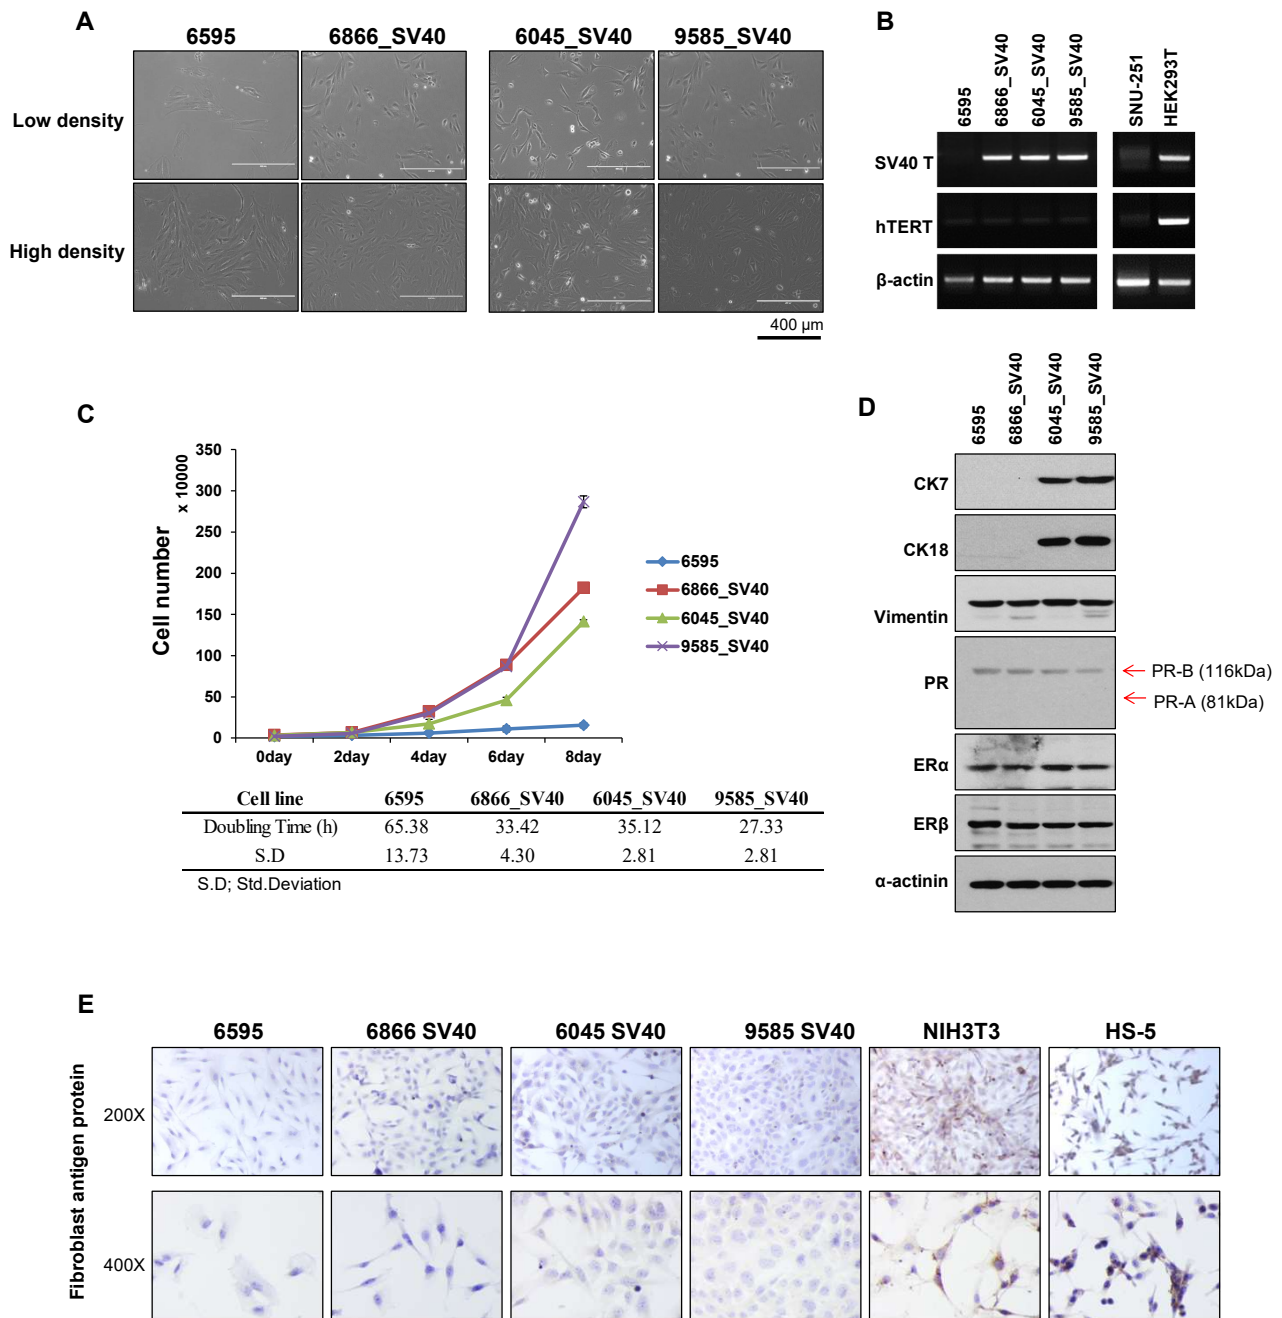 A
6595
6866_SV40
6045_SV40
9585_SV40
Low density
High density
400 μm
B
6595
6866_SV40
6045_SV40
9585_SV40
SNU-251
HEK293T
SV40 T
hTERT
β-actin
C
Cell number
x 10000
350
300
250
200
150
100
50
0
0day 2day 4day 6day 8day
6595
6866_SV40
6045_SV40
9585_SV40
Cell line 6595 6866_SV40 6045_SV40 9585_SV40
Doubling Time (h) 65.38 33.42 35.12 27.33
S.D 13.73 4.30 2.81 2.81
S.D; Std.Deviation
D
6595
6866_SV40
6045_SV40
9585_SV40
CK7
CK18
Vimentin
PR
PR-B (116kDa)
PR-A (81kDa)
ERα
ERβ
α-actinin
E
6595 6866 SV40 6045 SV40 9585 SV40 NIH3T3 HS-5
Fibroblast antigen protein
200X
400X